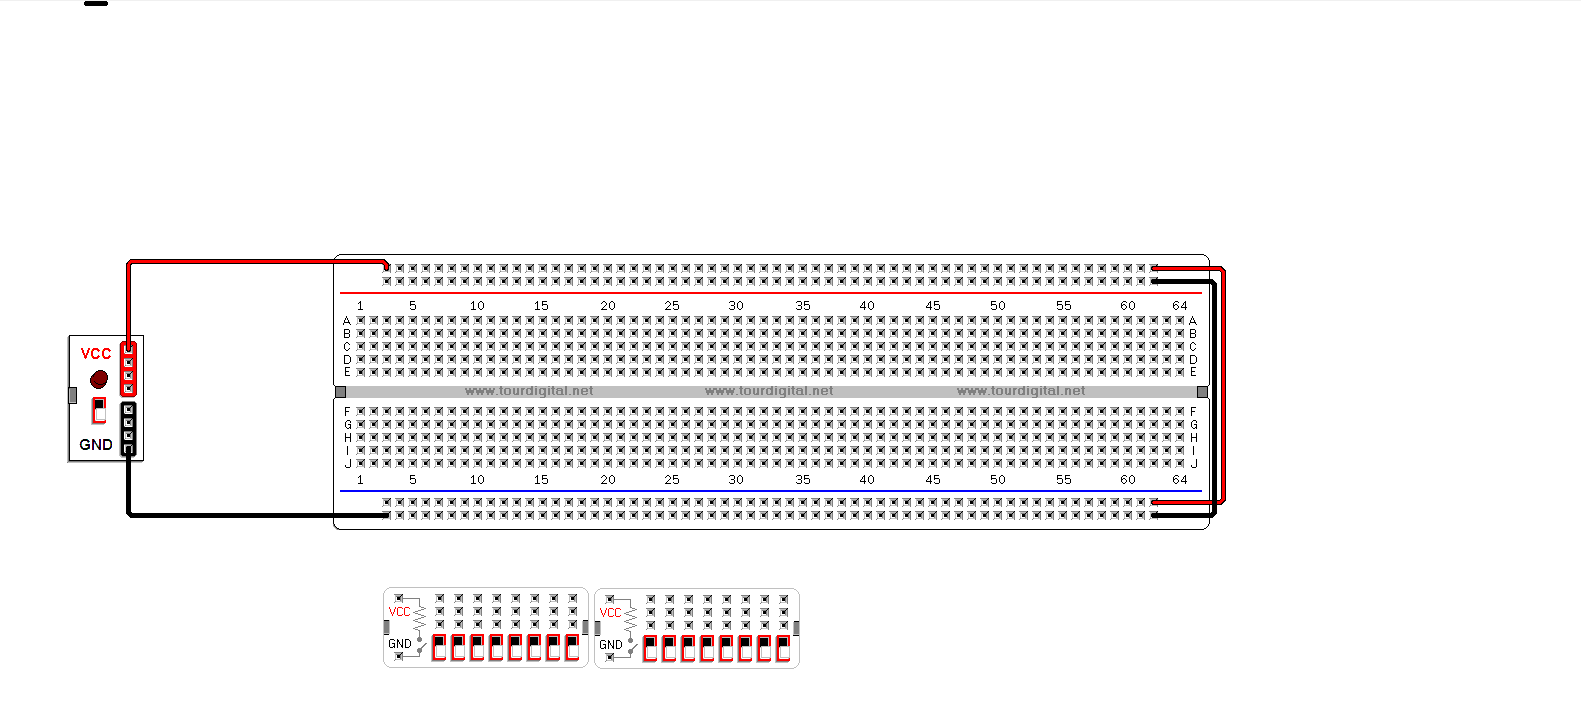 1 5 10 15 20 25 30 35 40 45 50 55 60 64
A A
B B
VCC C C
D D
E E
www.tourdigital.net www.tourdigital.net www.tourdigital.net
F F
G G
GND H H
I I
J J
1 5 10 15 20 25 30 35 40 45 50 55 60 64
VCC VCC
GND GND